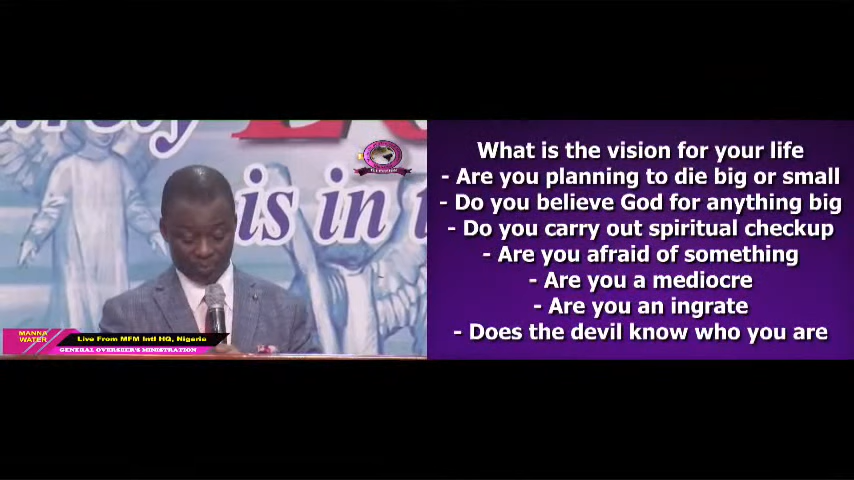 is in
MANNA WATER
Live From MFM Intl HQ, Nigeria
GENERAL OVERSEER'S MINISTRATION
What is the vision for your life
- Are you planning to die big or small
- Do you believe God for anything big
- Do you carry out spiritual checkup
- Are you afraid of something
- Are you a mediocre
- Are you an ingrate
- Does the devil know who you are